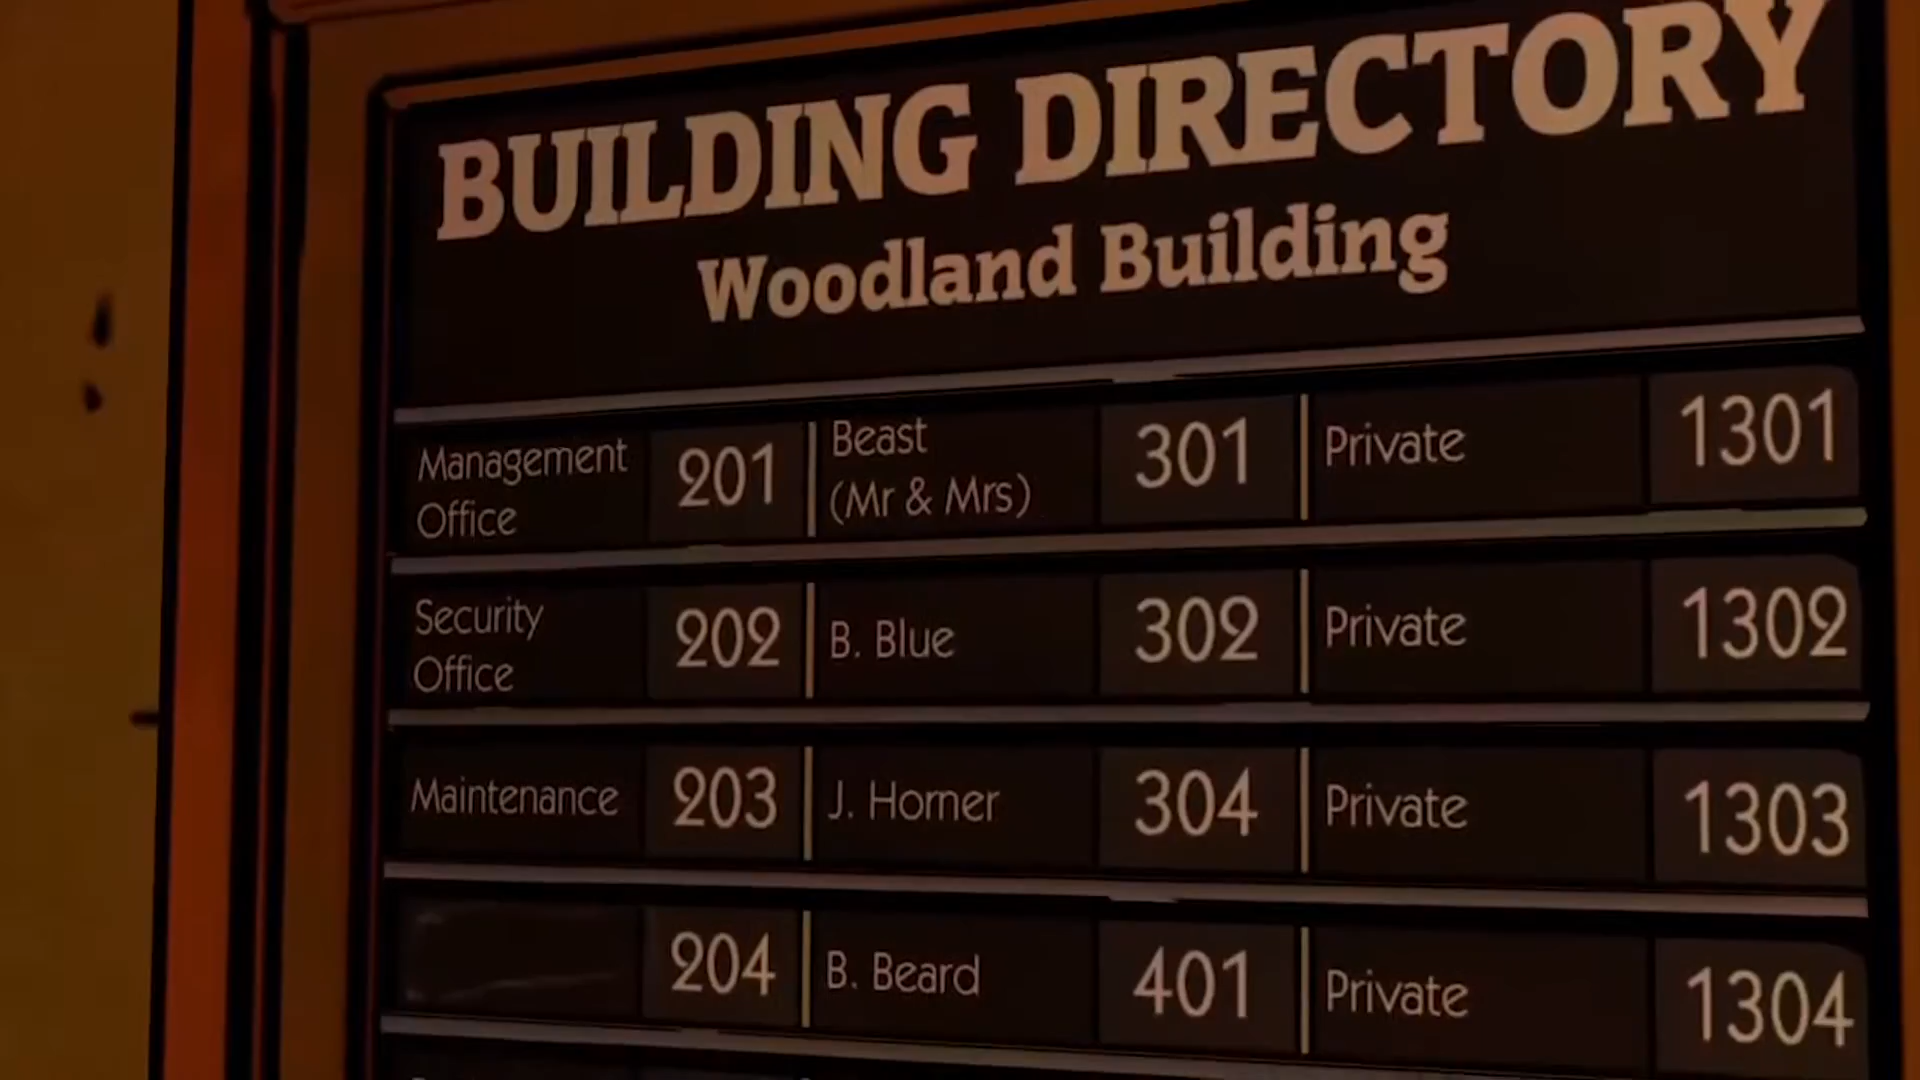 BUILDING DIRECTORY
Woodland Building
Management Office 201 Beast (Mr & Mrs) 301 Private 1301
Security Office 202 B. Blue 302 Private 1302
Maintenance 203 J. Horner 304 Private 1303
204 B. Beard 401 Private 1304